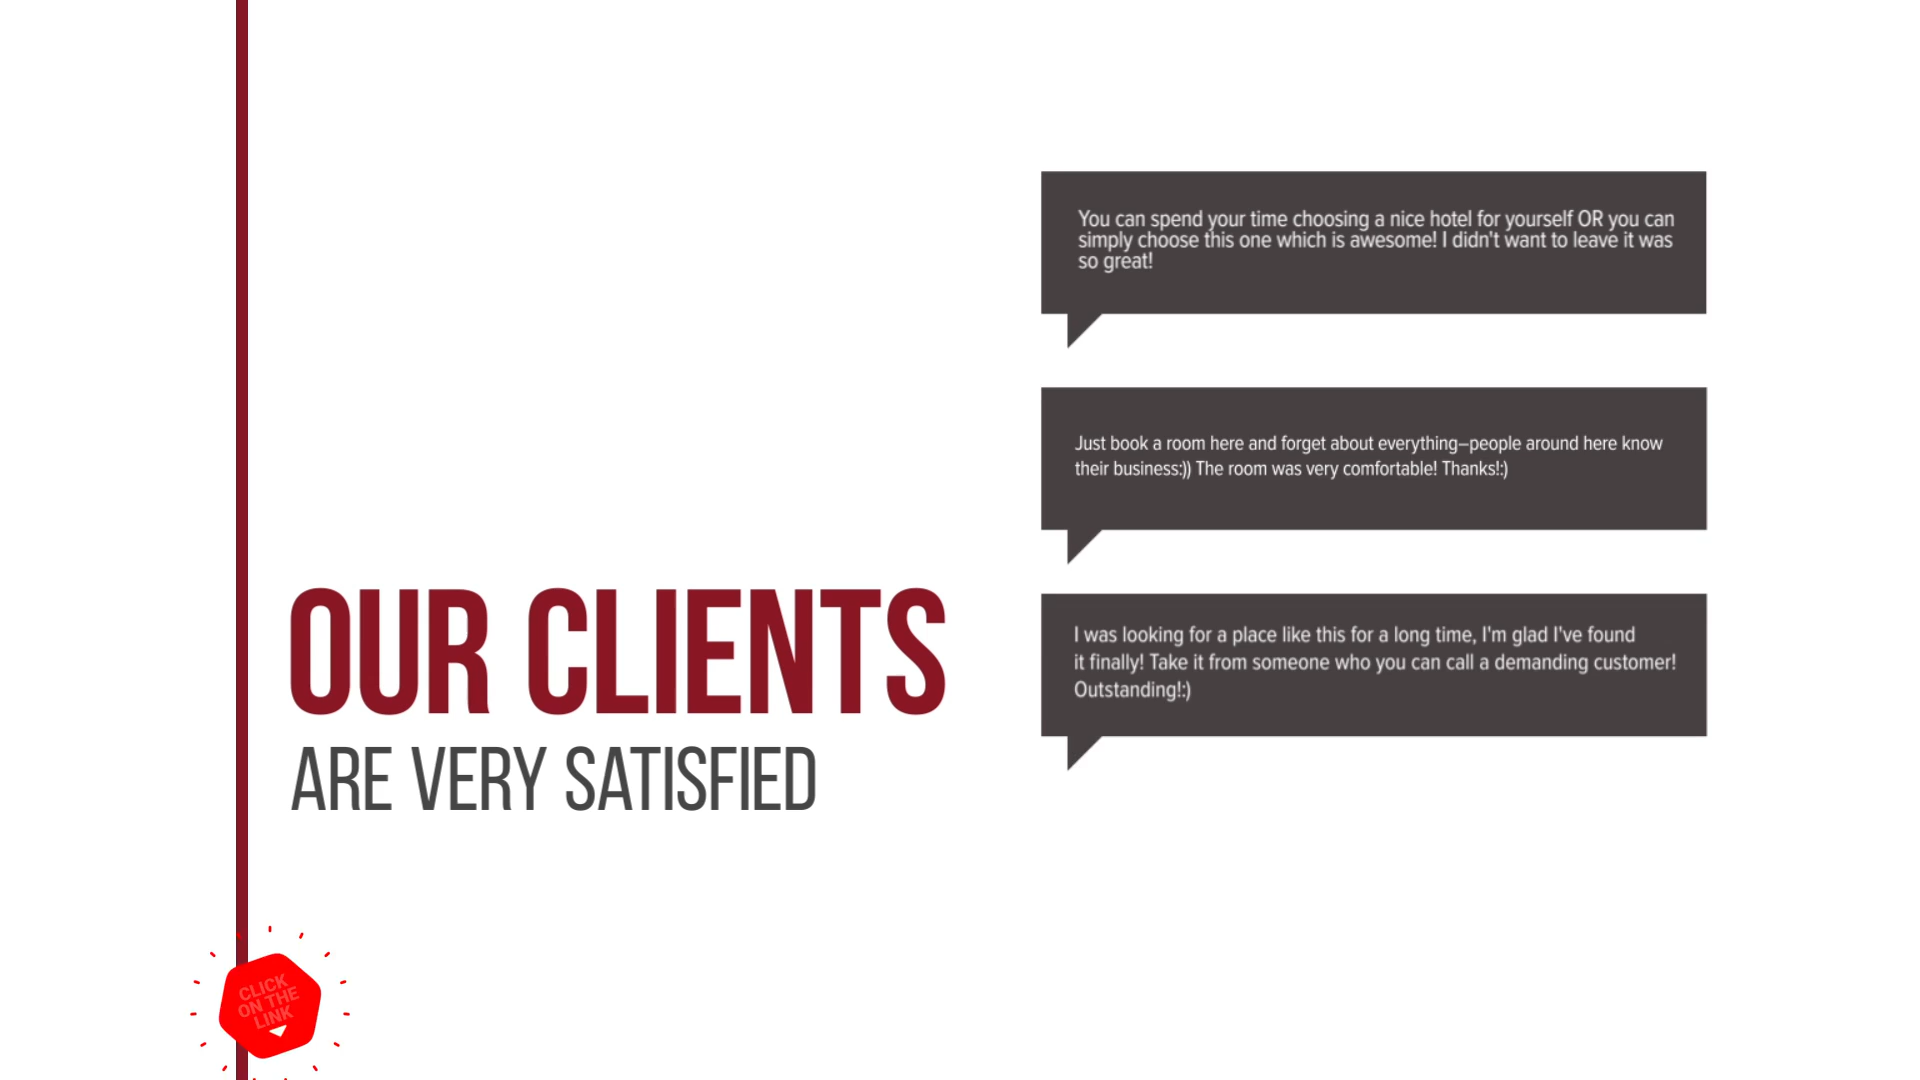 You can spend your time choosing a nice hotel for yourself OR you can
simply choose this one which is awesome! I didn't want to leave it was
so great!
Just book a room here and forget about everything–people around here know
their business:)) The room was very comfortable! Thanks!:)
I was looking for a place like this for a long time, I'm glad I've found
it finally! Take it from someone who you can call a demanding customer!
Outstanding!:)
OUR CLIENTS
ARE VERY SATISFIED
CLICK
ON THE
LINK